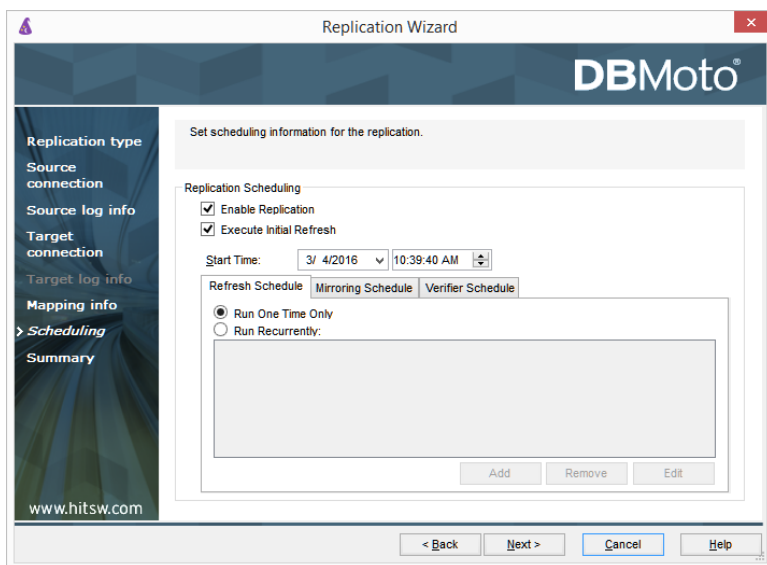 Replication Wizard
DBMoto®
Replication type
Source
connection
Source log info
Target
connection
Target log info
Mapping info
Scheduling
Summary
www.hitsw.com
Set scheduling information for the replication.
Replication Scheduling
Enable Replication
Execute Initial Refresh
Start Time: 3/ 4/2016 10:39:40 AM
Refresh Schedule Mirroring Schedule Verifier Schedule
Run One Time Only
Run Recurrently:
Add Remove Edit
< Back Next > Cancel Help